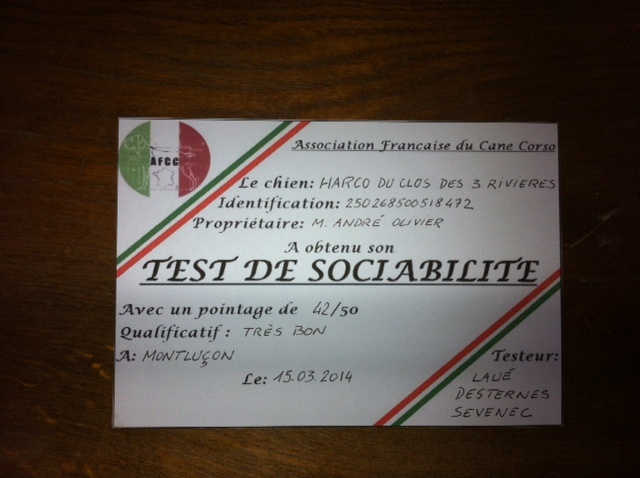 AFCC
Association Francaise du Cane Corso
Le chien: HARCO DU CLOS DES 3 RIVIERES
Identification: 250268500518472
Propriétaire: M. ANDRÉ OLIVIER
A obtenu son
TEST DE SOCIABILITE
Avec un pointage de 42/50
Qualificatif : TRÈS BON
A: MONTLUÇON
Le: 15.03.2014
Testeur:
LAUÉ
DESTERNES
SEVENEC